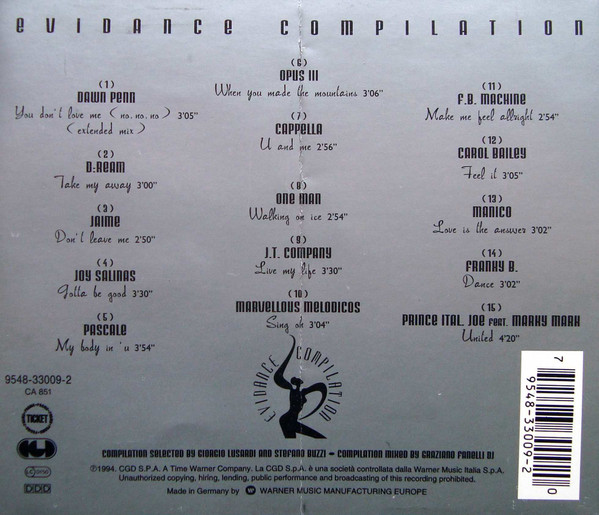 EVIDANCE COMPILATION
(1)
DAWN PENN
You don't love me (no, no, no) 3'05"
(extended mix)
(2)
D:REAM
Take my away 3'00"
(3)
JAIME
Don't leave me 2'50"
(4)
JOY SALINAS
Gotta be good 3'30"
(5)
PASCALE
My body in 'u 3'54"
(6)
OPUS III
When you made the mountains 3'06"
(7)
CAPPELLA
U and me 2'56"
(8)
ONE MAN
Walking on ice 2'54"
(9)
J.T. COMPANY
Live my life 3'30"
(10)
MARVELLOUS MELODICOS
Sing oh 3'04"
(11)
F.B. MACHINE
Make me feel allright 2'54"
(12)
CAROL BAILEY
Feel it 3'05"
(13)
MANICO
Love is the answer 3'02"
(14)
FRANKY B.
Dance 3'02"
(15)
PRINCE ITAL JOE FEAT. MARKY MARK
United 4'20"
EVIDANCE COMPILATION
9548-33009-2
CA 851
TICKET
COMPILATION SELECTED BY GIORGIO LUSARDI AND STEFANO BUZZI - COMPILATION MIXED BY GRAZIANO FANELLI DJ
℗1994. CGD S.P.A. A Time Warner Company. La CGD S.p.A. è una società controllata dalla Warner Music Italia S.p.A.
Unauthorized copying, hiring, lending, public performance and broadcasting of this recording prohibited.
Made in Germany by WARNER MUSIC MANUFACTURING EUROPE
7 9548-33009-2 0